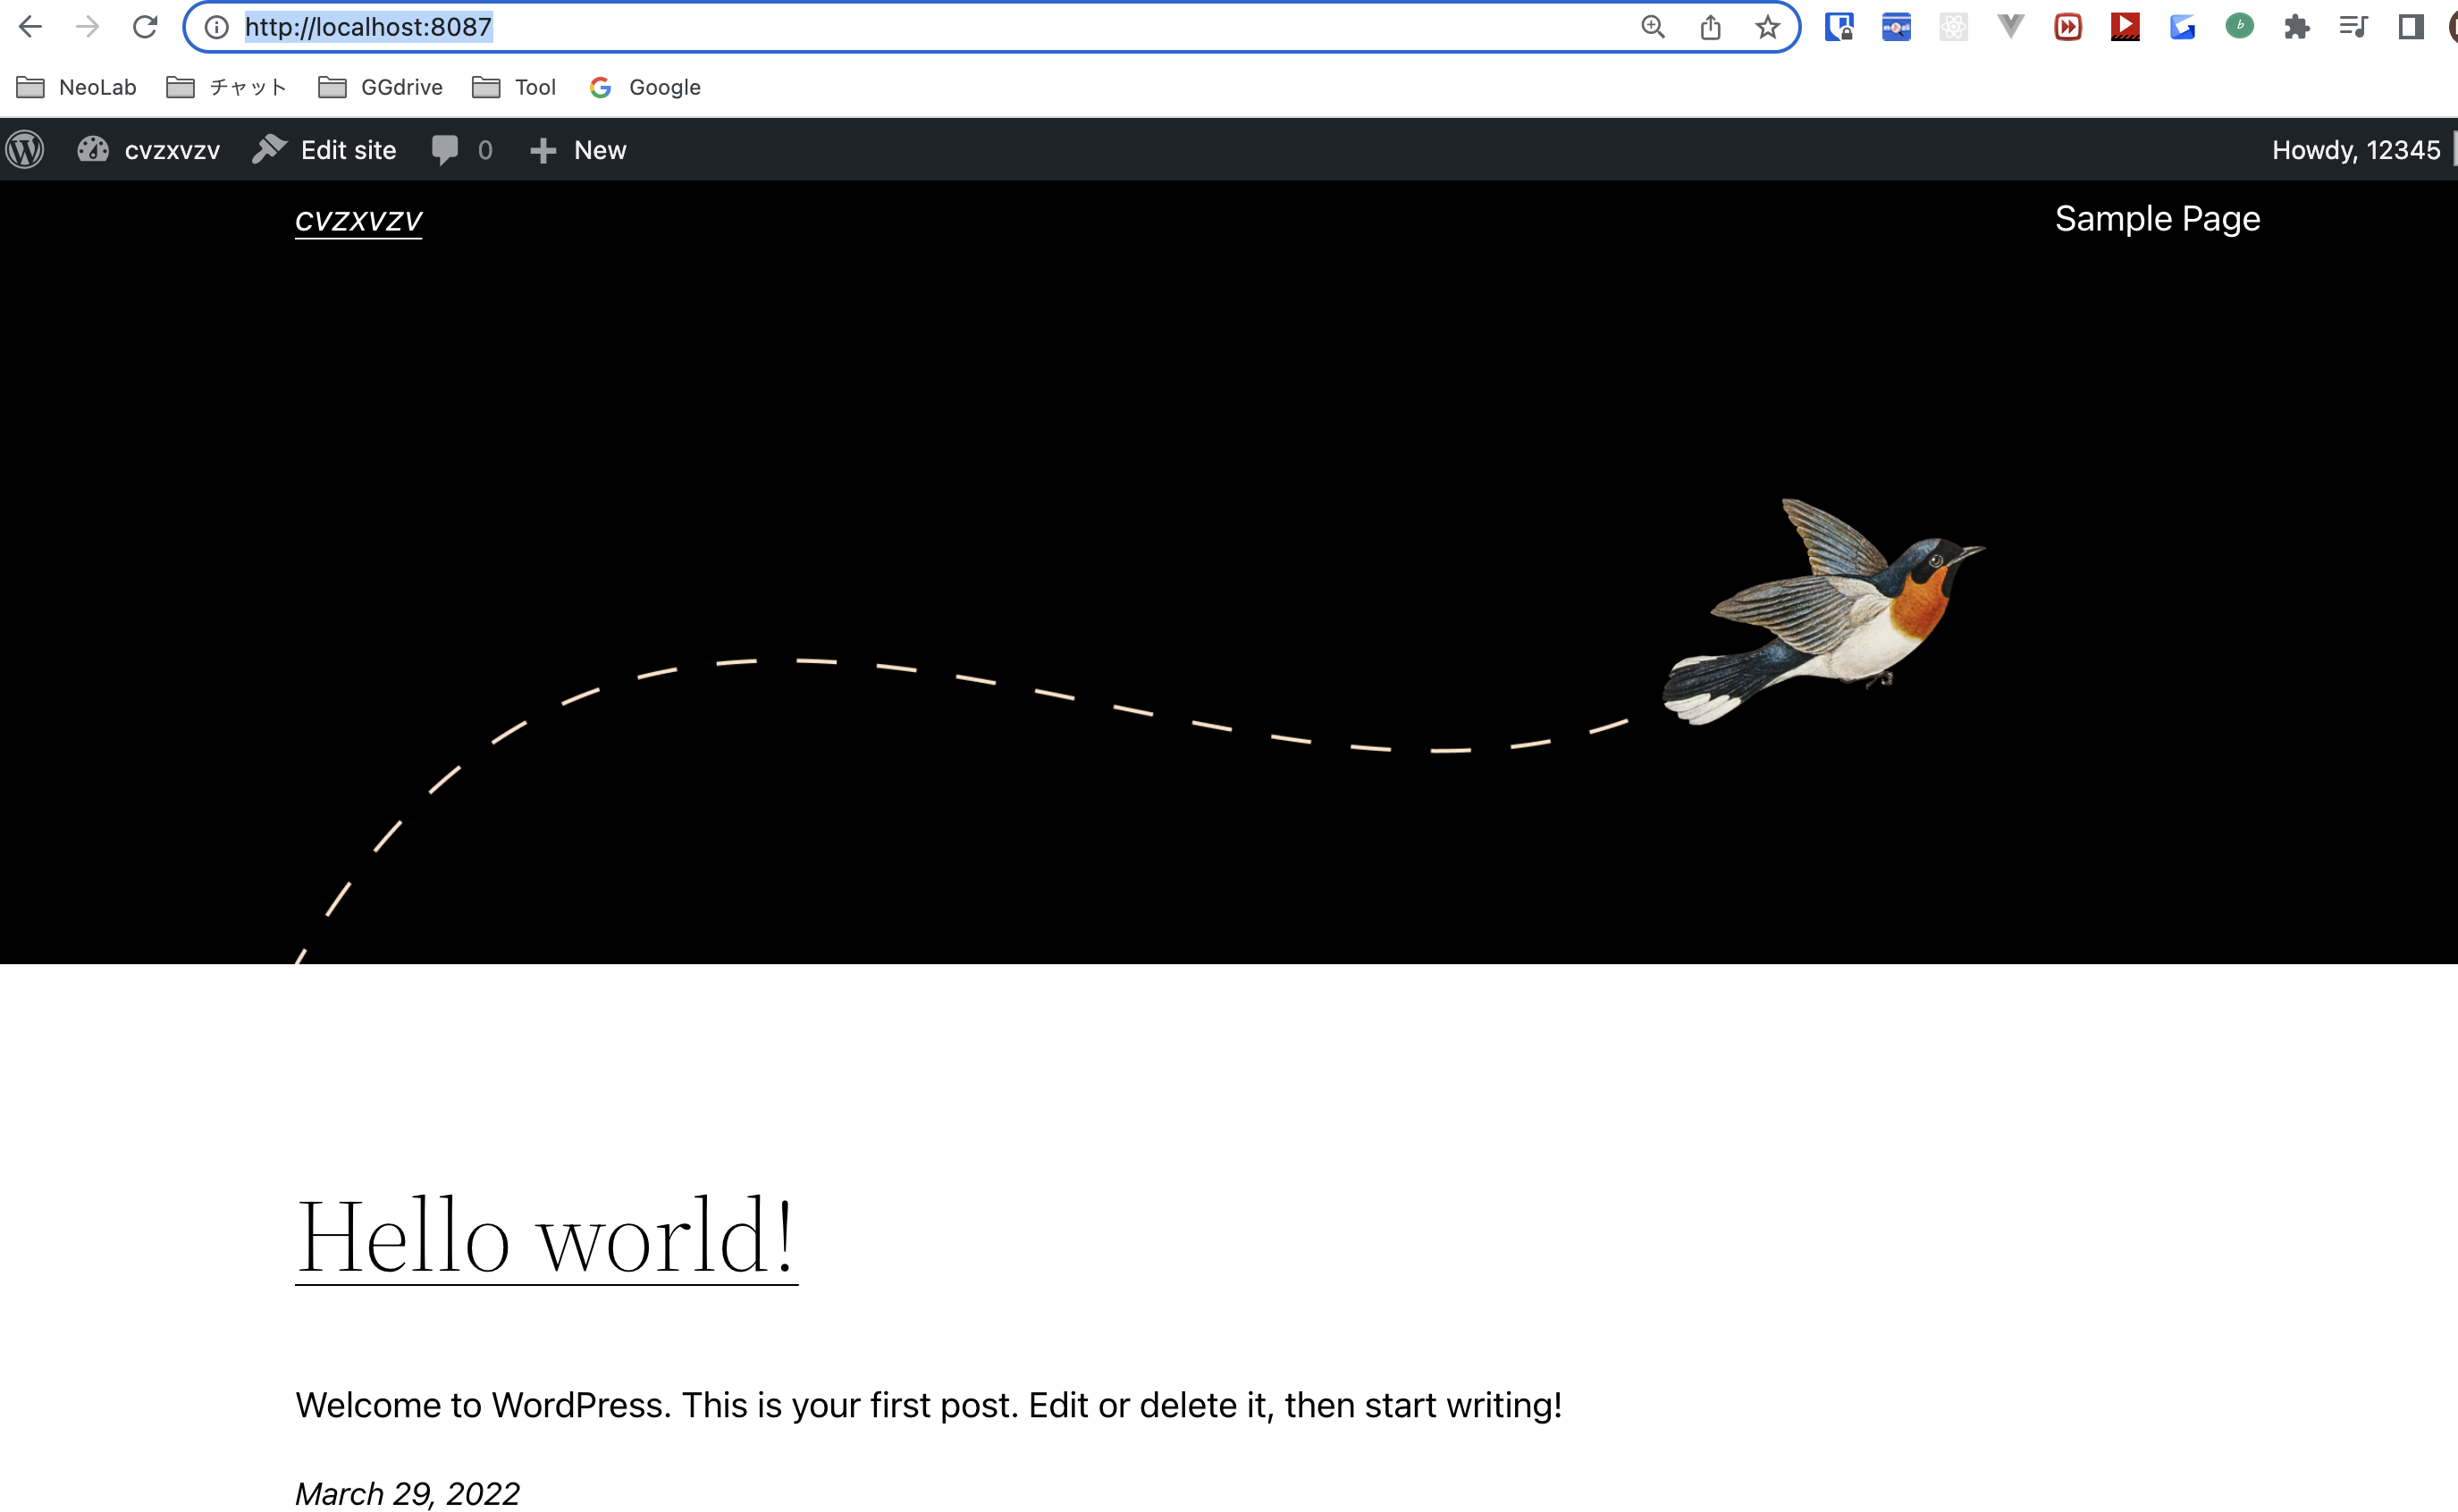 http://localhost:8087
NeoLab チャット GGdrive Tool Google
cvzxvzv Edit site 0 New Howdy, 12345
cvzxvzv Sample Page
Hello world!
Welcome to WordPress. This is your first post. Edit or delete it, then start writing!
March 29, 2022